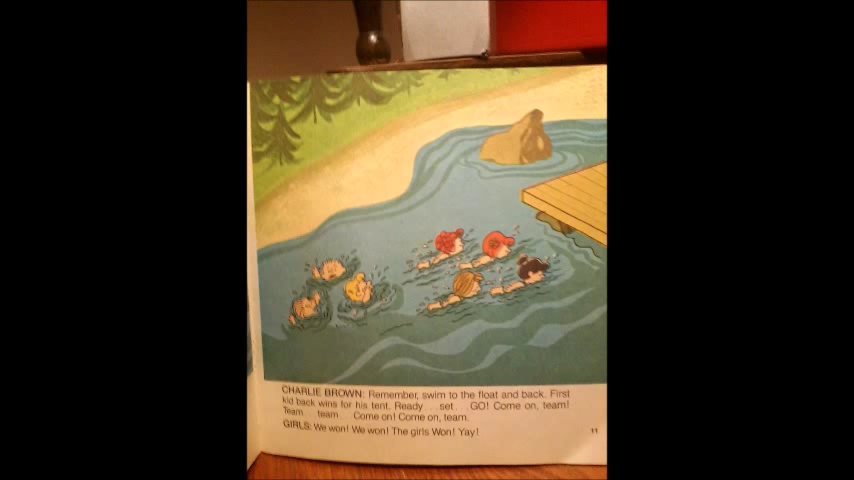 CHARLIE BROWN: Remember, swim to the float and back. First
kid back wins for his tent. Ready . . set . . GO! Come on, team!
Team . . . team . . . Come on! Come on, team.
GIRLS: We won! We won! The girls Won! Yay!
11